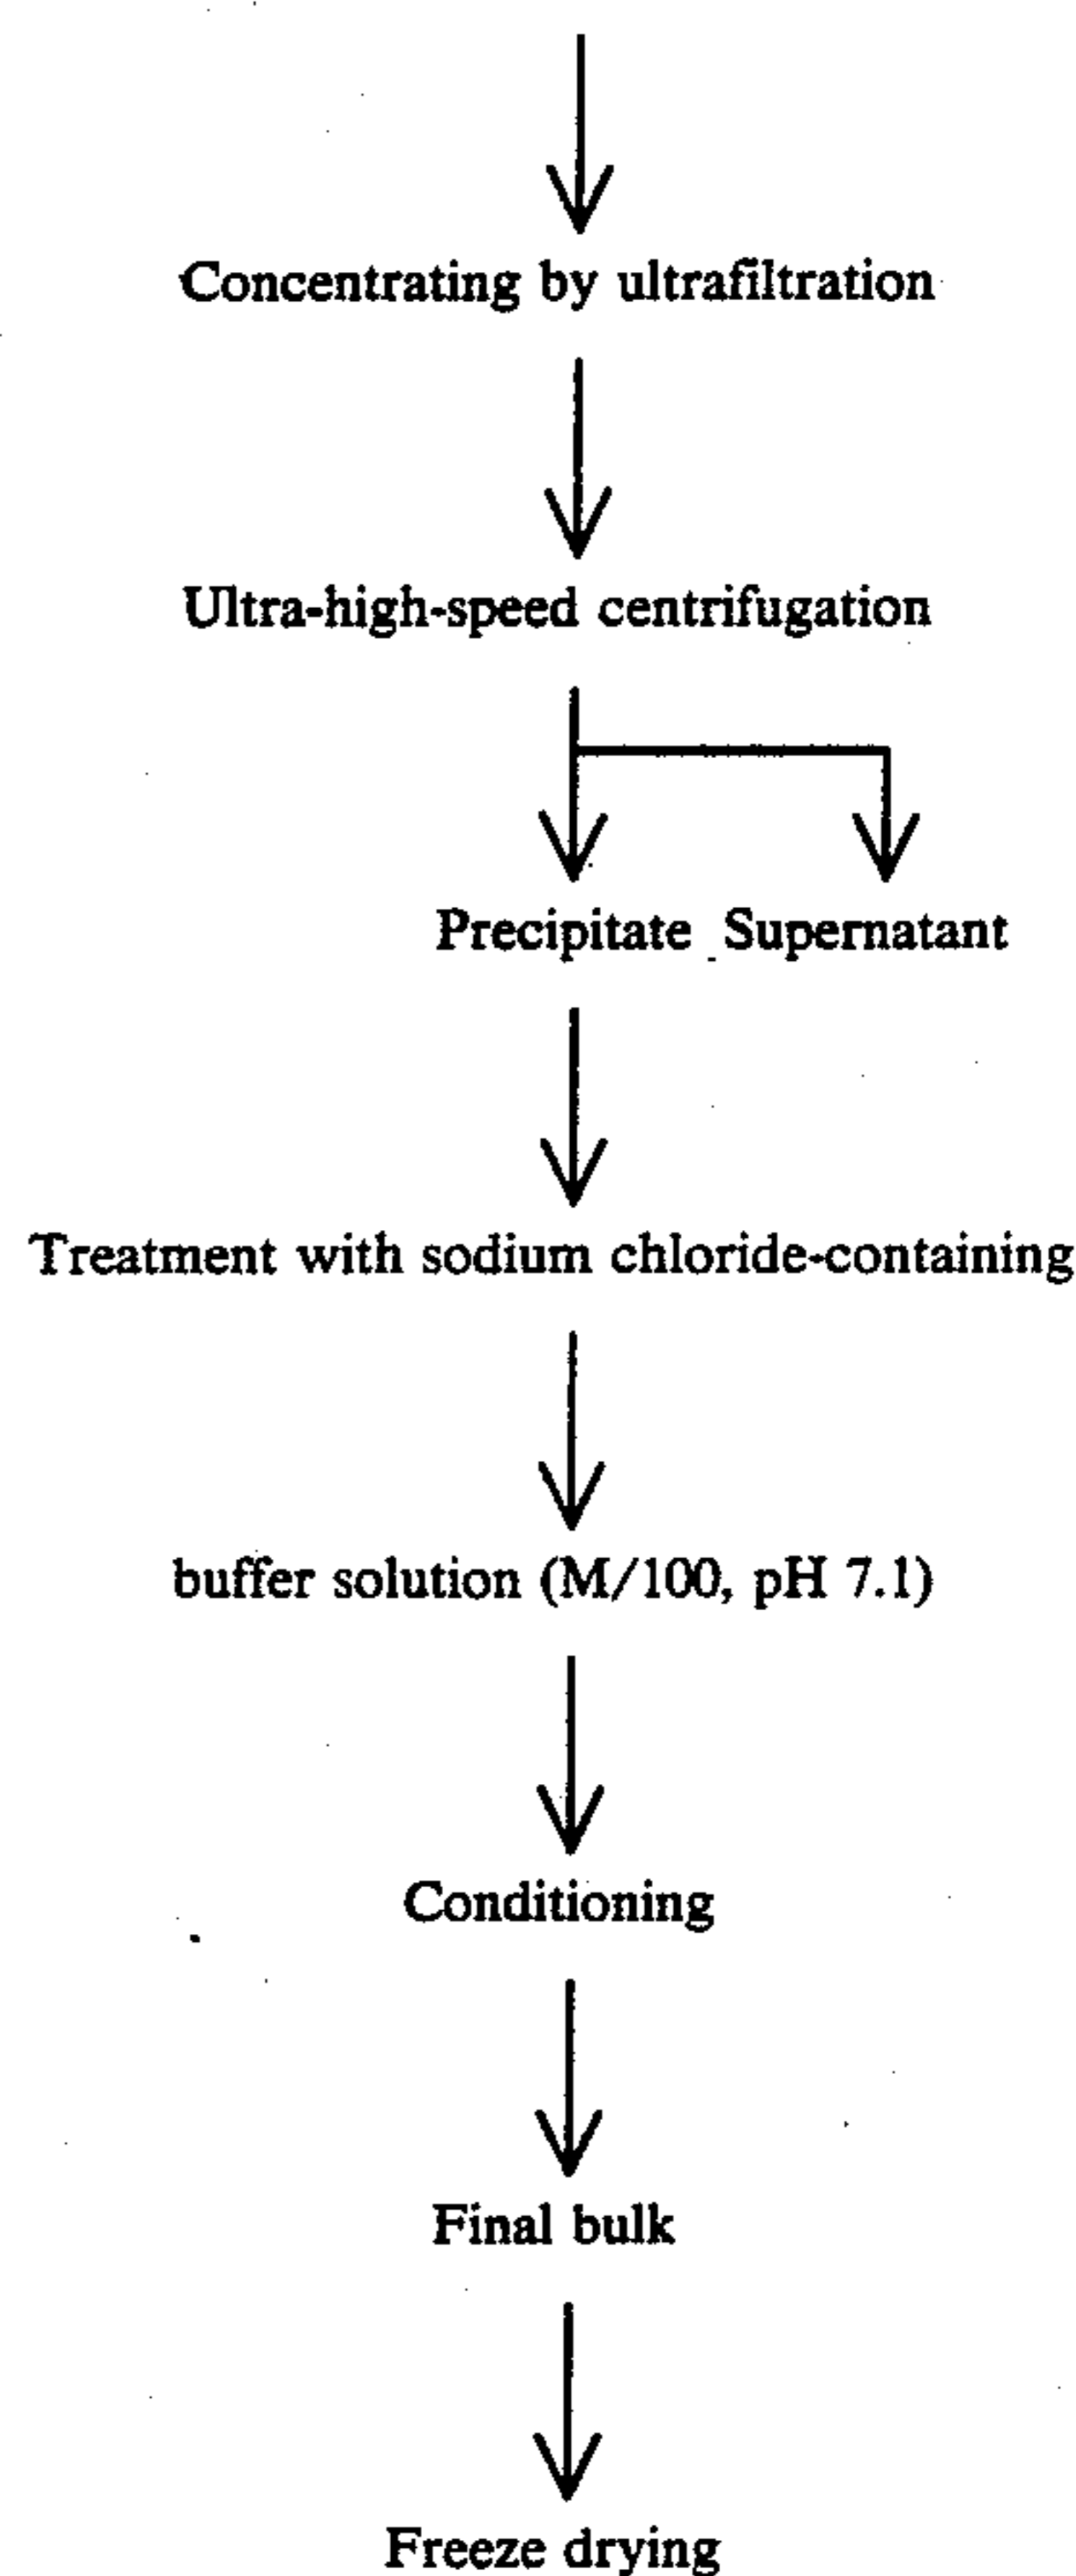 Concentrating by ultrafiltration
Ultra-high-speed centrifugation
Precipitate Supernatant
Treatment with sodium chloride-containing
buffer solution (M/100, pH 7.1)
Conditioning
Final bulk
Freeze drying